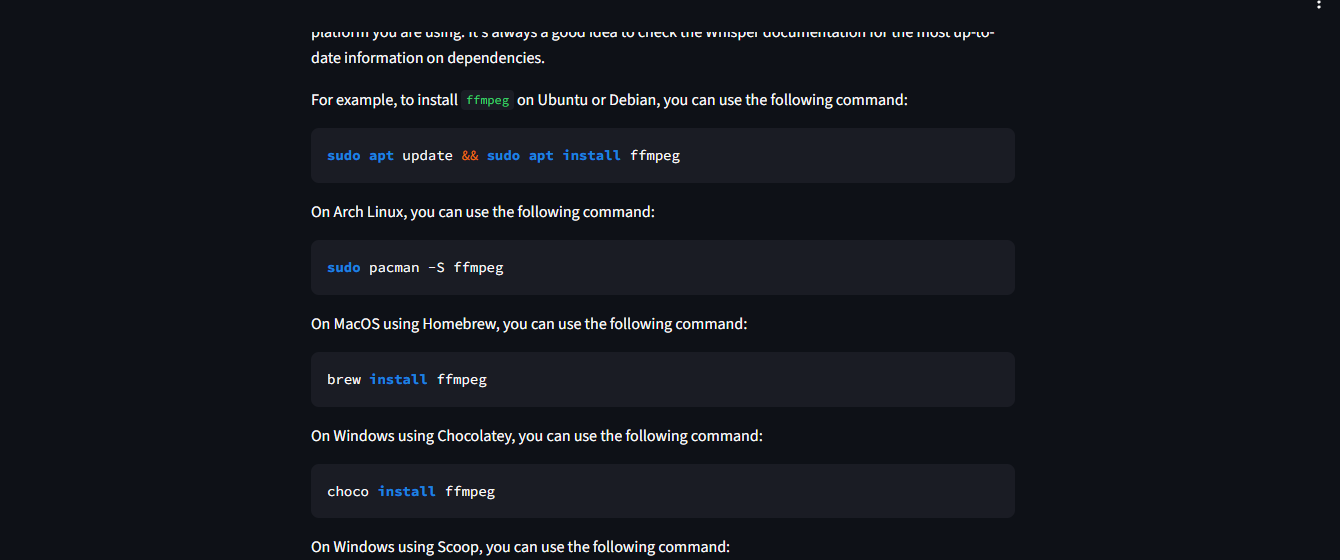 platform you are using. It's always a good idea to check the Whisper documentation for the most up-to-
date information on dependencies.
For example, to install ffmpeg on Ubuntu or Debian, you can use the following command:
sudo apt update && sudo apt install ffmpeg
On Arch Linux, you can use the following command:
sudo pacman -S ffmpeg
On MacOS using Homebrew, you can use the following command:
brew install ffmpeg
On Windows using Chocolatey, you can use the following command:
choco install ffmpeg
On Windows using Scoop, you can use the following command: